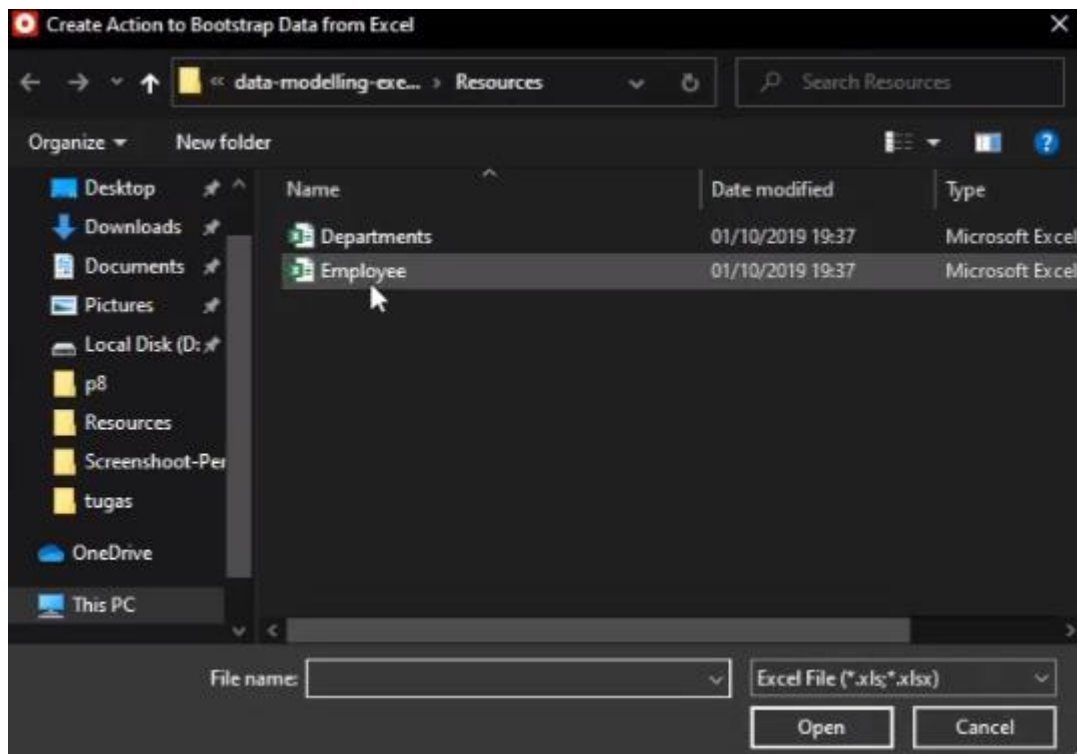 Create Action to Bootstrap Data from Excel
« data-modelling-exe... › Resources
Search Resources
Organize
New folder
Name
Date modified
Type
Desktop
Downloads
Documents
Pictures
Local Disk (D:
p8
Resources
Screenshoot-Per
tugas
OneDrive
This PC
Departments
01/10/2019 19:37
Microsoft Excel
Employee
01/10/2019 19:37
Microsoft Excel
File name:
Excel File (*.xls;*.xlsx)
Open
Cancel